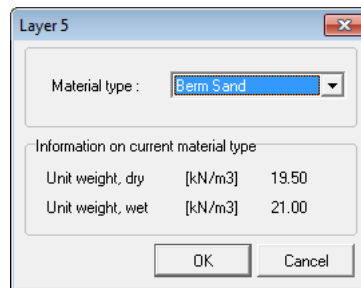 Layer 5
Material type :
Berm Sand
Information on current material type
Unit weight, dry [kN/m3] 19.50
Unit weight, wet [kN/m3] 21.00
OK Cancel